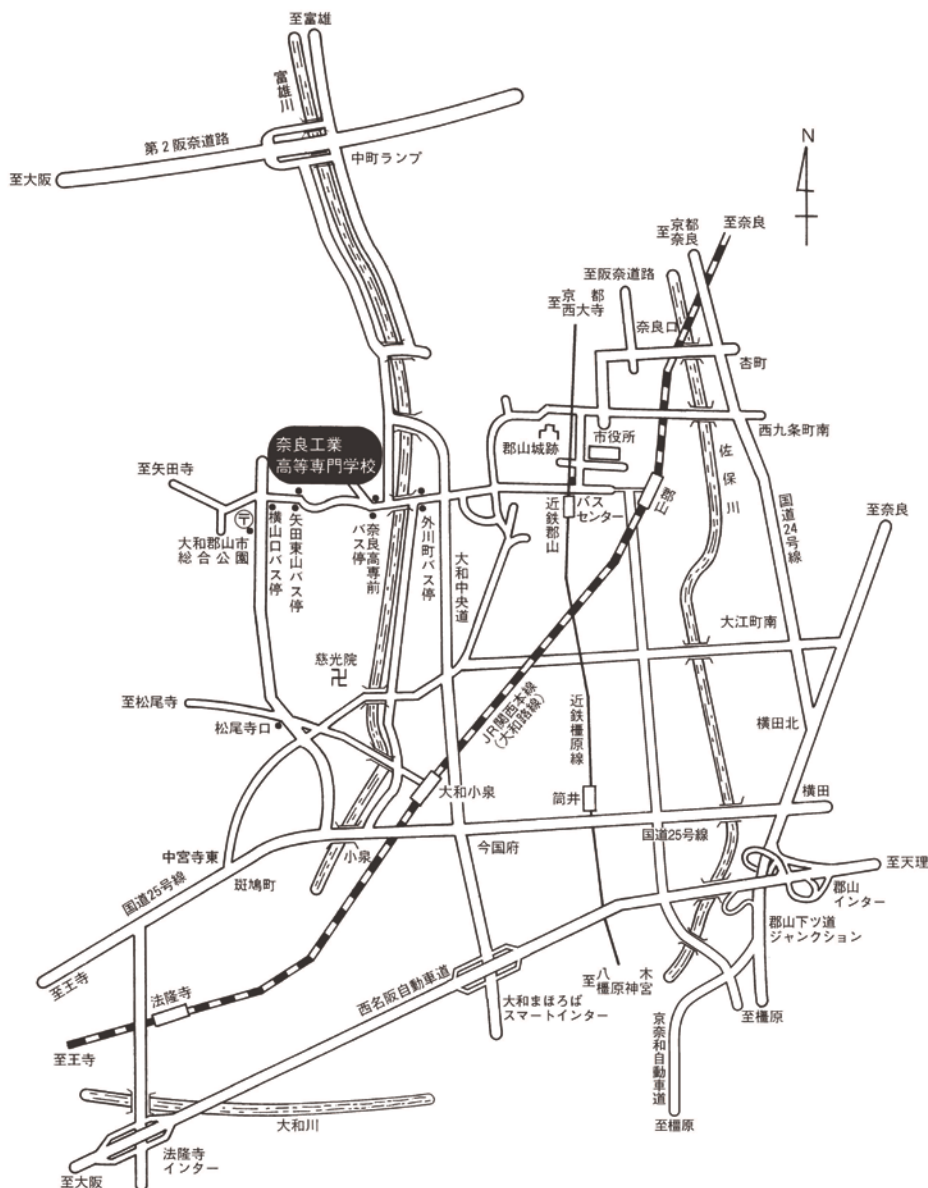 至富雄
富雄川
第2阪奈道路
至大阪
中町ランプ
N
至京都
奈良
至奈良
至阪奈道路
至京都
西大寺
奈良口
杏町
西九条町南
市役所
郡山城跡
奈良工業
高等専門学校
至矢田寺
佐保川
国道24号線
至奈良
郡山
バス
センター
近鉄郡山
〒
大和郡山市
総合公園
横山口バス停
矢田東山バス停
奈良高専前
バス停
外川町バス停
大和中央道
大江町南
慈光院
卍
至松尾寺
松尾寺口
JR関西本線
(大和路線)
近鉄橿原線
横田北
大和小泉
筒井
横田
中宮寺東
小泉
今国府
国道25号線
斑鳩町
国道25号線
至天理
郡山
インター
郡山下ツ道
ジャンクション
至王寺
法隆寺
西名阪自動車道
至八木
橿原神宮
大和まほろば
スマートインター
至橿原
京奈和自動車道
至王寺
大和川
至橿原
法隆寺
インター
至大阪